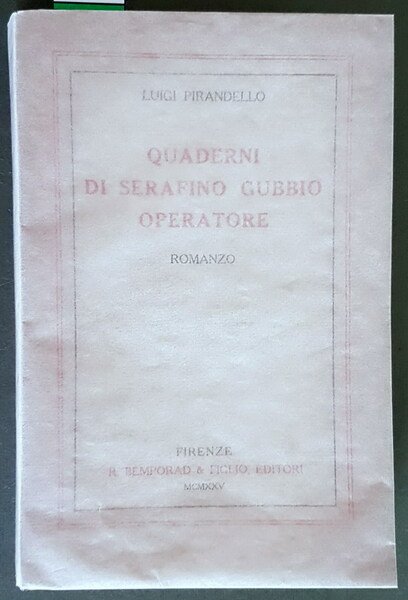 LUIGI PIRANDELLO
QUADERNI
DI SERAFINO GUBBIO
OPERATORE
ROMANZO
FIRENZE
R. BEMPORAD & FIGLIO, EDITORI
MCMXXV